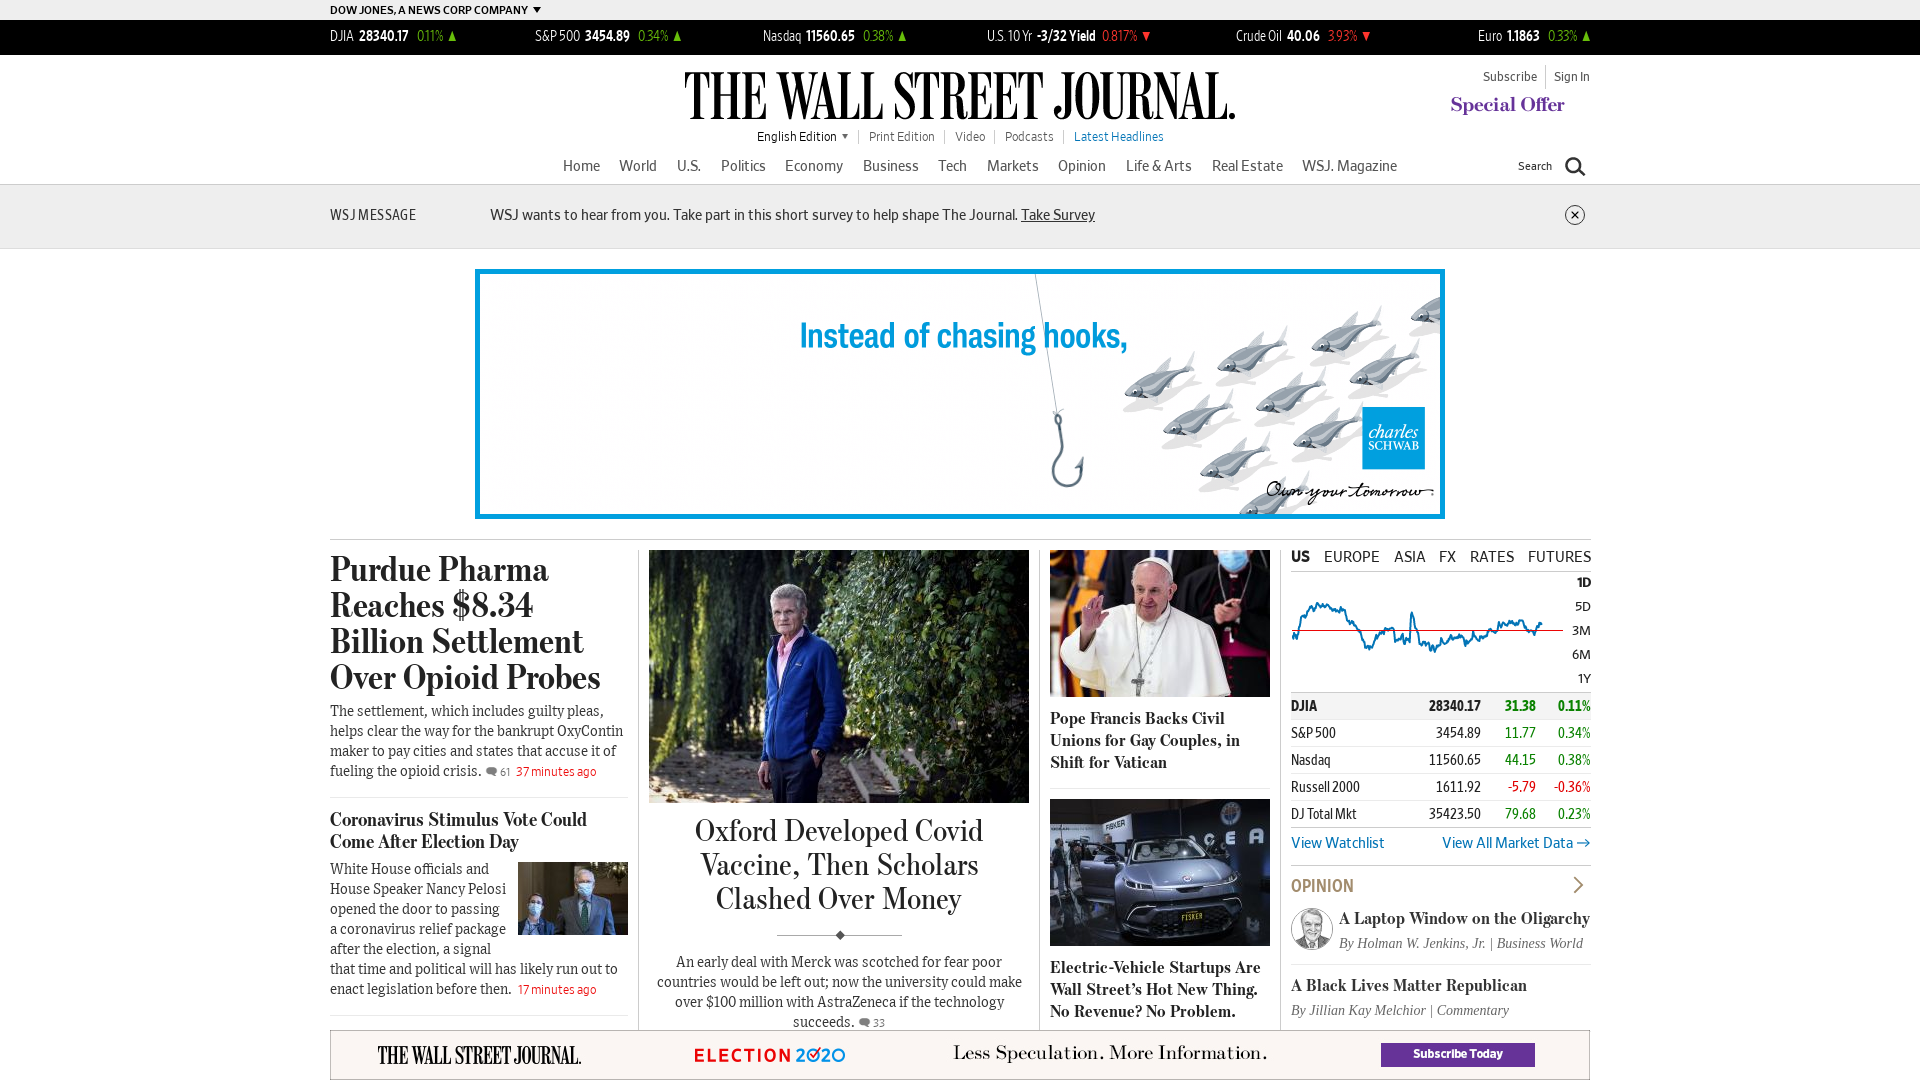 DOW JONES, A NEWS CORP COMPANY
DJIA 28340.17 0.11% S&P 500 3454.89 0.34% Nasdaq 11560.65 0.38% U.S. 10 Yr -3/32 Yield 0.817% Crude Oil 40.06 3.93% Euro 1.1863 0.33%
Subscribe Sign In
THE WALL STREET JOURNAL.
Special Offer
English Edition Print Edition Video Podcasts Latest Headlines
Home World U.S. Politics Economy Business Tech Markets Opinion Life & Arts Real Estate WSJ. Magazine Search
WSJ MESSAGE WSJ wants to hear from you. Take part in this short survey to help shape The Journal. Take Survey
Instead of chasing hooks,
charles
SCHWAB
Own your tomorrow
Purdue Pharma
Reaches $8.34
Billion Settlement
Over Opioid Probes
The settlement, which includes guilty pleas,
helps clear the way for the bankrupt OxyContin
maker to pay cities and states that accuse it of
fueling the opioid crisis. 61 37 minutes ago
Coronavirus Stimulus Vote Could
Come After Election Day
White House officials and
House Speaker Nancy Pelosi
opened the door to passing
a coronavirus relief package
after the election, a signal
that time and political will has likely run out to
enact legislation before then. 17 minutes ago
Oxford Developed Covid
Vaccine, Then Scholars
Clashed Over Money
An early deal with Merck was scotched for fear poor
countries would be left out; now the university could make
over $100 million with AstraZeneca if the technology
succeeds. 33
Pope Francis Backs Civil
Unions for Gay Couples, in
Shift for Vatican
FISKER
OCEA
FISKER
Electric-Vehicle Startups Are
Wall Street's Hot New Thing.
No Revenue? No Problem.
US EUROPE ASIA FX RATES FUTURES
1D
5D
3M
6M
1Y
DJIA 28340.17 31.38 0.11%
S&P 500 3454.89 11.77 0.34%
Nasdaq 11560.65 44.15 0.38%
Russell 2000 1611.92 -5.79 -0.36%
DJ Total Mkt 35423.50 79.68 0.23%
View Watchlist View All Market Data
OPINION
A Laptop Window on the Oligarchy
By Holman W. Jenkins, Jr. | Business World
A Black Lives Matter Republican
By Jillian Kay Melchior | Commentary
THE WALL STREET JOURNAL. ELECTION 2020 Less Speculation. More Information. Subscribe Today